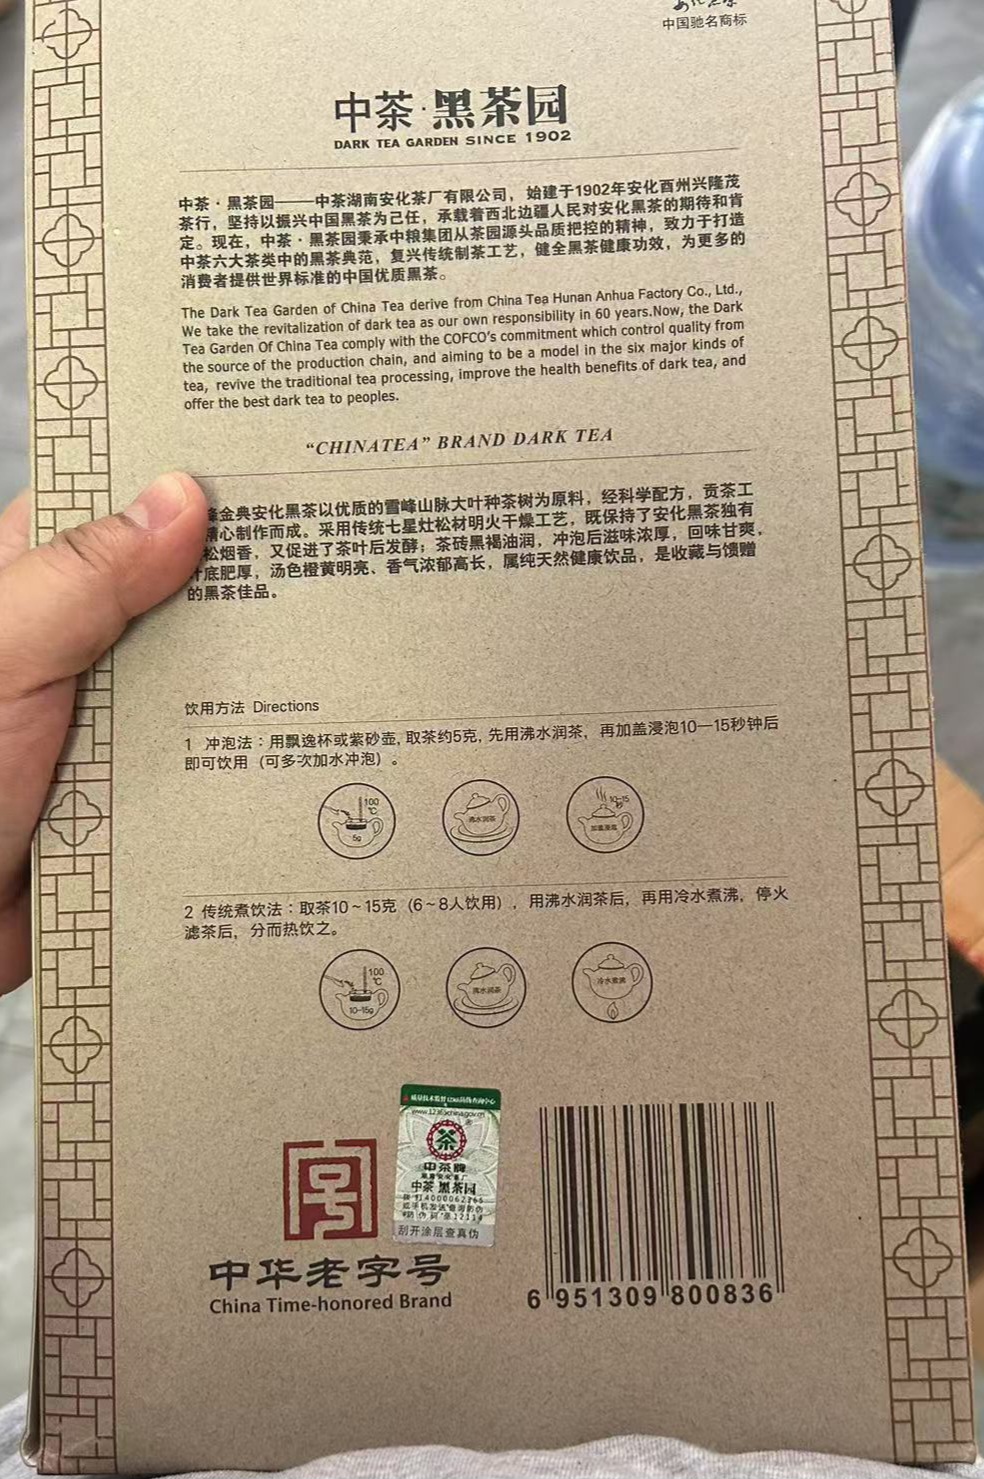 中国驰名商标
中茶·黑茶园
DARK TEA GARDEN SINCE 1902
中茶·黑茶园——中茶湖南安化茶厂有限公司，始建于1902年安化酉州兴隆茂
茶行，坚持以振兴中国黑茶为己任，承载着西北边疆人民对安化黑茶的期待和肯
定。现在，中茶·黑茶园秉承中粮集团从茶园源头品质把控的精神，致力于打造
中茶六大茶类中的黑茶典范，复兴传统制茶工艺，健全黑茶健康功效，为更多的
消费者提供世界标准的中国优质黑茶。
The Dark Tea Garden of China Tea derive from China Tea Hunan Anhua Factory Co., Ltd.,
We take the revitalization of dark tea as our own responsibility in 60 years.Now, the Dark
Tea Garden Of China Tea comply with the COFCO's commitment which control quality from
the source of the production chain, and aiming to be a model in the six major kinds of
tea, revive the traditional tea processing, improve the health benefits of dark tea, and
offer the best dark tea to peoples.
“CHINATEA” BRAND DARK TEA
金典安化黑茶以优质的雪峰山脉大叶种茶树为原料，经科学配方，贡茶工
心制作而成。采用传统七星灶松材明火干燥工艺，既保持了安化黑茶独有
松烟香，又促进了茶叶后发酵；茶砖黑褐油润，冲泡后滋味浓厚，回味甘爽，
底肥厚，汤色橙黄明亮、香气浓郁高长，属纯天然健康饮品，是收藏与馈赠
的黑茶佳品。
饮用方法 Directions
1 冲泡法：用飘逸杯或紫砂壶，取茶约5克，先用沸水润茶，再加盖浸泡10—15秒钟后
即可饮用（可多次加水冲泡）。
100℃
5g
沸水润茶
10-15秒
加盖浸泡
2 传统煮饮法：取茶10～15克（6～8人饮用），用沸水润茶后，再用冷水煮沸，停火
滤茶后，分而热饮之。
100℃
10-15g
沸水润茶
冷水煮沸
质量技术监督12365防伪查询中心
www.12365china.gov.cn
茶
中茶牌
中茶 黑茶园
刮开涂层查真伪
中华老字号
China Time-honored Brand
6 951309 800836